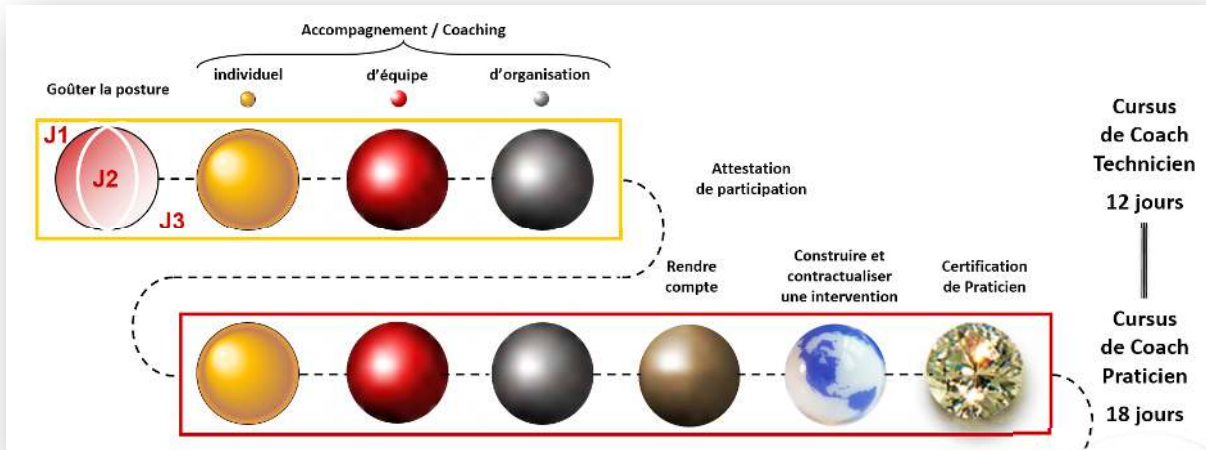 Accompagnement / Coaching
individuel
d'équipe
d'organisation
Goûter la posture
J1
J2
J3
Attestation
de participation
Cursus
de Coach
Technicien
12 jours
Rendre
compte
Construire et
contractualiser
une intervention
Certification
de Praticien
Cursus
de Coach
Praticien
18 jours